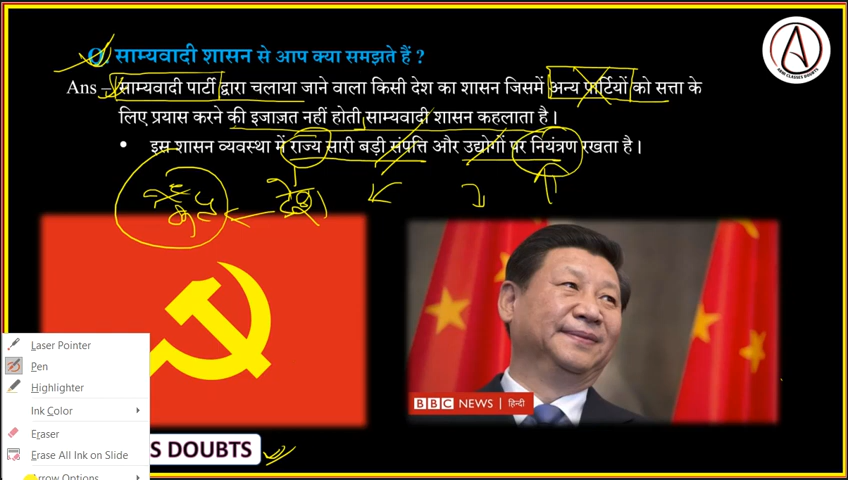 Q. साम्यवादी शासन से आप क्या समझते हैं ?
Ans – साम्यवादी पार्टी द्वारा चलाया जाने वाला किसी देश का शासन जिसमें अन्य पार्टियों को सत्ता के
लिए प्रयास करने की इजाज़त नहीं होती साम्यवादी शासन कहलाता है।
• इस शासन व्यवस्था में राज्य सारी बड़ी संपत्ति और उद्योगों पर नियंत्रण रखता है।
देश
BBC NEWS | हिन्दी
Laser Pointer
Pen
Highlighter
Ink Color
Eraser
Erase All Ink on Slide
Arrow Options
S DOUBTS